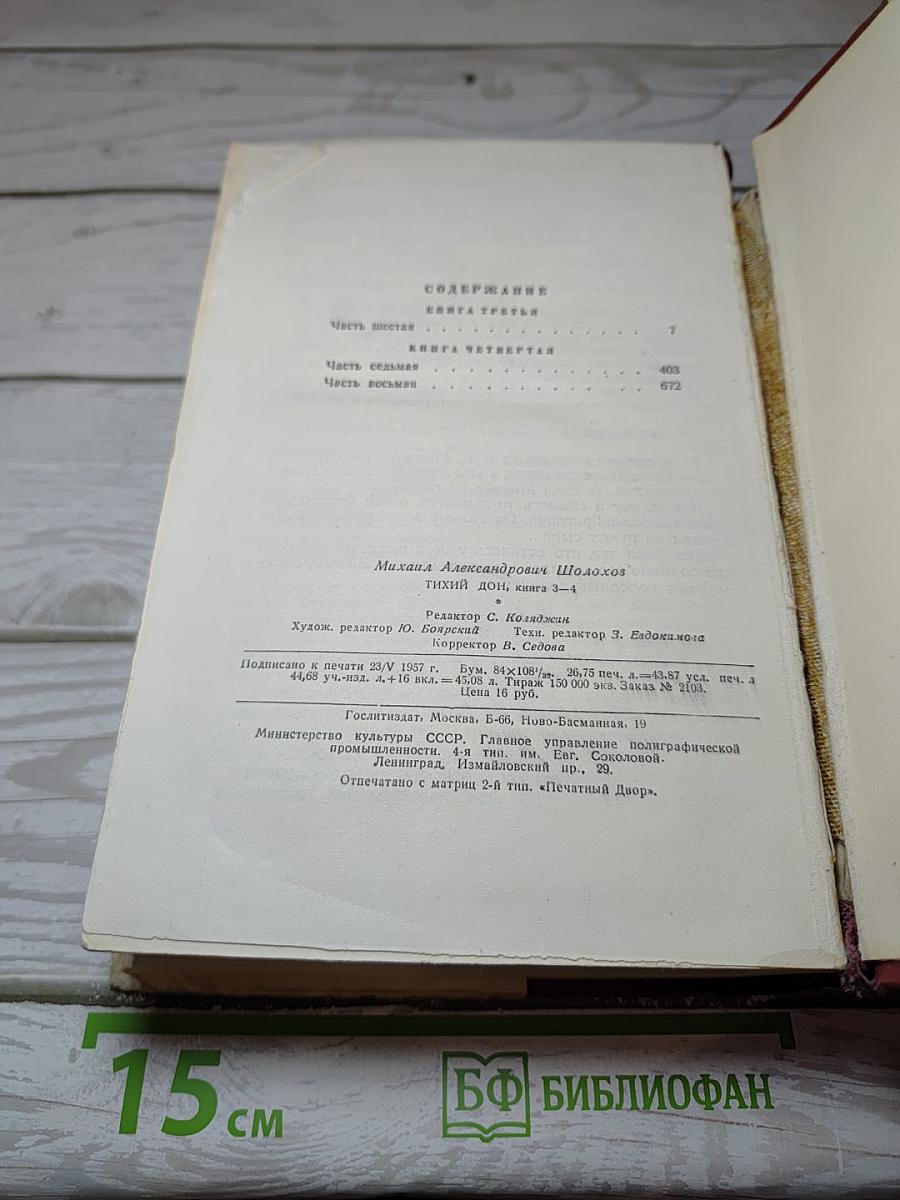 СОДЕРЖАНИЕ
КНИГА ТРЕТЬЯ
Часть шестая . . . . . . . . . . . . . . 7
КНИГА ЧЕТВЕРТАЯ
Часть седьмая . . . . . . . . . . . . . . 403
Часть восьмая . . . . . . . . . . . . . . 672
Михаил Александрович Шолохов
ТИХИЙ ДОН, книга 3—4
*
Редактор С. Коляджин
Худож. редактор Ю. Боярский Техн. редактор З. Евдокимова
Корректор В. Седова
Подписано к печати 23/V 1957 г. Бум. 84×108¹/₃₂. 26,75 печ. л.=43,87 усл. печ. л
44,68 уч.-изд. л.+16 вкл.=45,08 л. Тираж 150 000 экз. Заказ № 2103.
Цена 16 руб.
Гослитиздат, Москва, Б-66, Ново-Басманная, 19
Министерство культуры СССР. Главное управление полиграфической
промышленности. 4-я тип. им. Евг. Соколовой.
Ленинград, Измайловский пр., 29.
Отпечатано с матриц 2-й тип. «Печатный Двор».
15 см
БФ БИБЛИОФАН